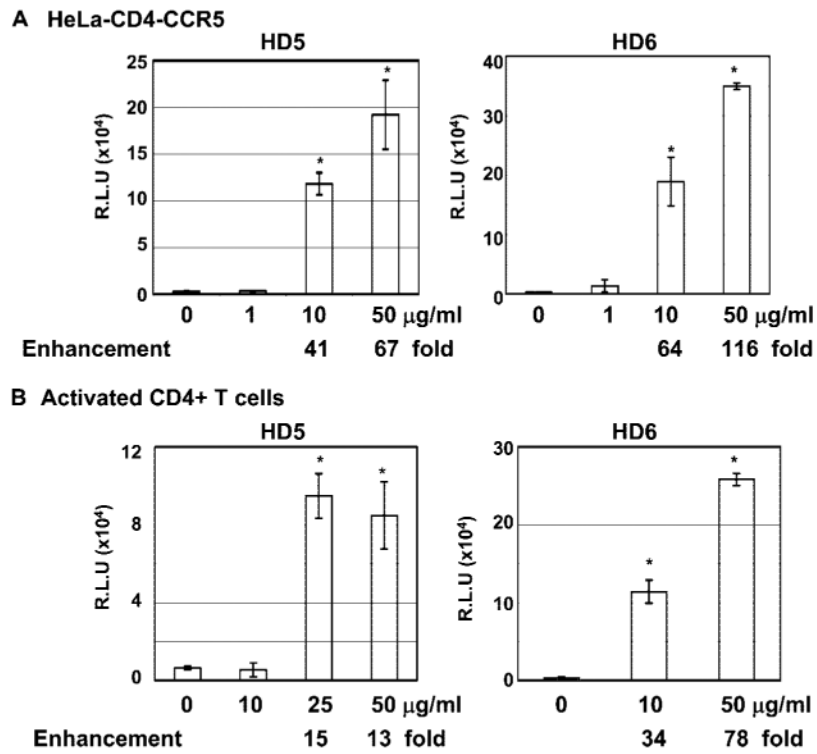 A HeLa-CD4-CCR5
HD5
R.L.U (x10⁴)
25
20
15
10
5
0
*
*
0 1 10 50 μg/ml
Enhancement 41 67 fold
HD6
R.L.U (x10⁴)
40
30
20
10
0
*
*
0 1 10 50 μg/ml
64 116 fold
B Activated CD4+ T cells
HD5
R.L.U (x10⁴)
12
8
4
0
*
*
0 10 25 50 μg/ml
Enhancement 15 13 fold
HD6
R.L.U (x10⁴)
30
20
10
0
*
*
0 10 50 μg/ml
34 78 fold